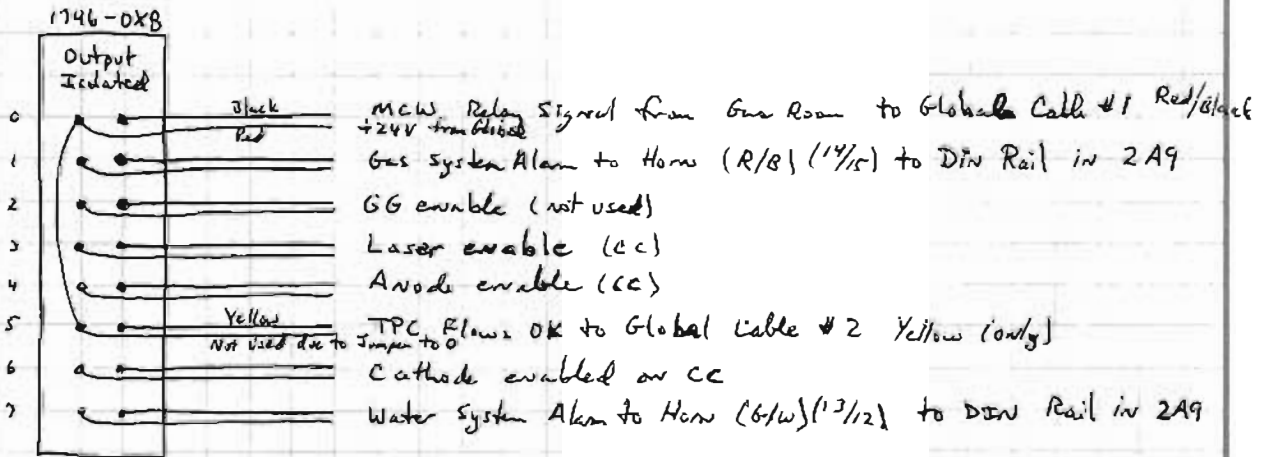 1746-OX8
Output
Isolated
0 Black MCW Relay Signal from Gas Room to Global Cable #1 Red/Black
Red +24V from Global
1 Gas System Alarm to Horn (R/B) (14/15) to DIN Rail in 2A9
2 GG enable (not used)
3 Laser enable (CC)
4 Anode enable (CC)
5 Yellow TPC Flows OK to Global Cable #2 Yellow (only)
Not used due to Jumper to 0
6 Cathode enabled on CC
7 Water System Alarm to Horn (G/W) (13/12) to DIN Rail in 2A9